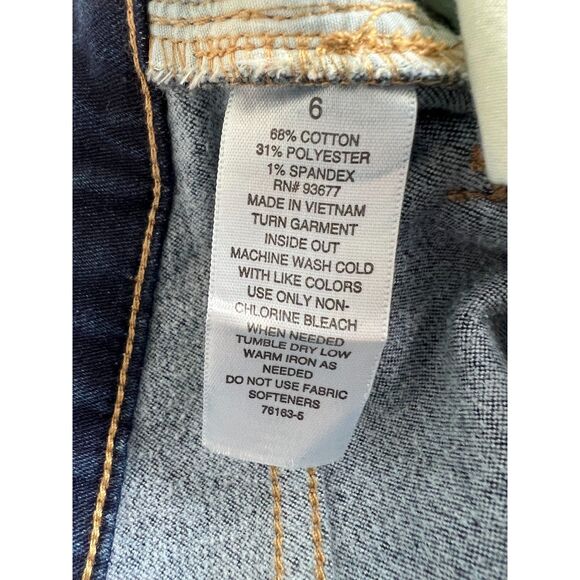 6
68% COTTON
31% POLYESTER
1% SPANDEX
RN# 93677
MADE IN VIETNAM
TURN GARMENT
INSIDE OUT
MACHINE WASH COLD
WITH LIKE COLORS
USE ONLY NON-
CHLORINE BLEACH
WHEN NEEDED
TUMBLE DRY LOW
WARM IRON AS
NEEDED
DO NOT USE FABRIC
SOFTENERS
76163-5